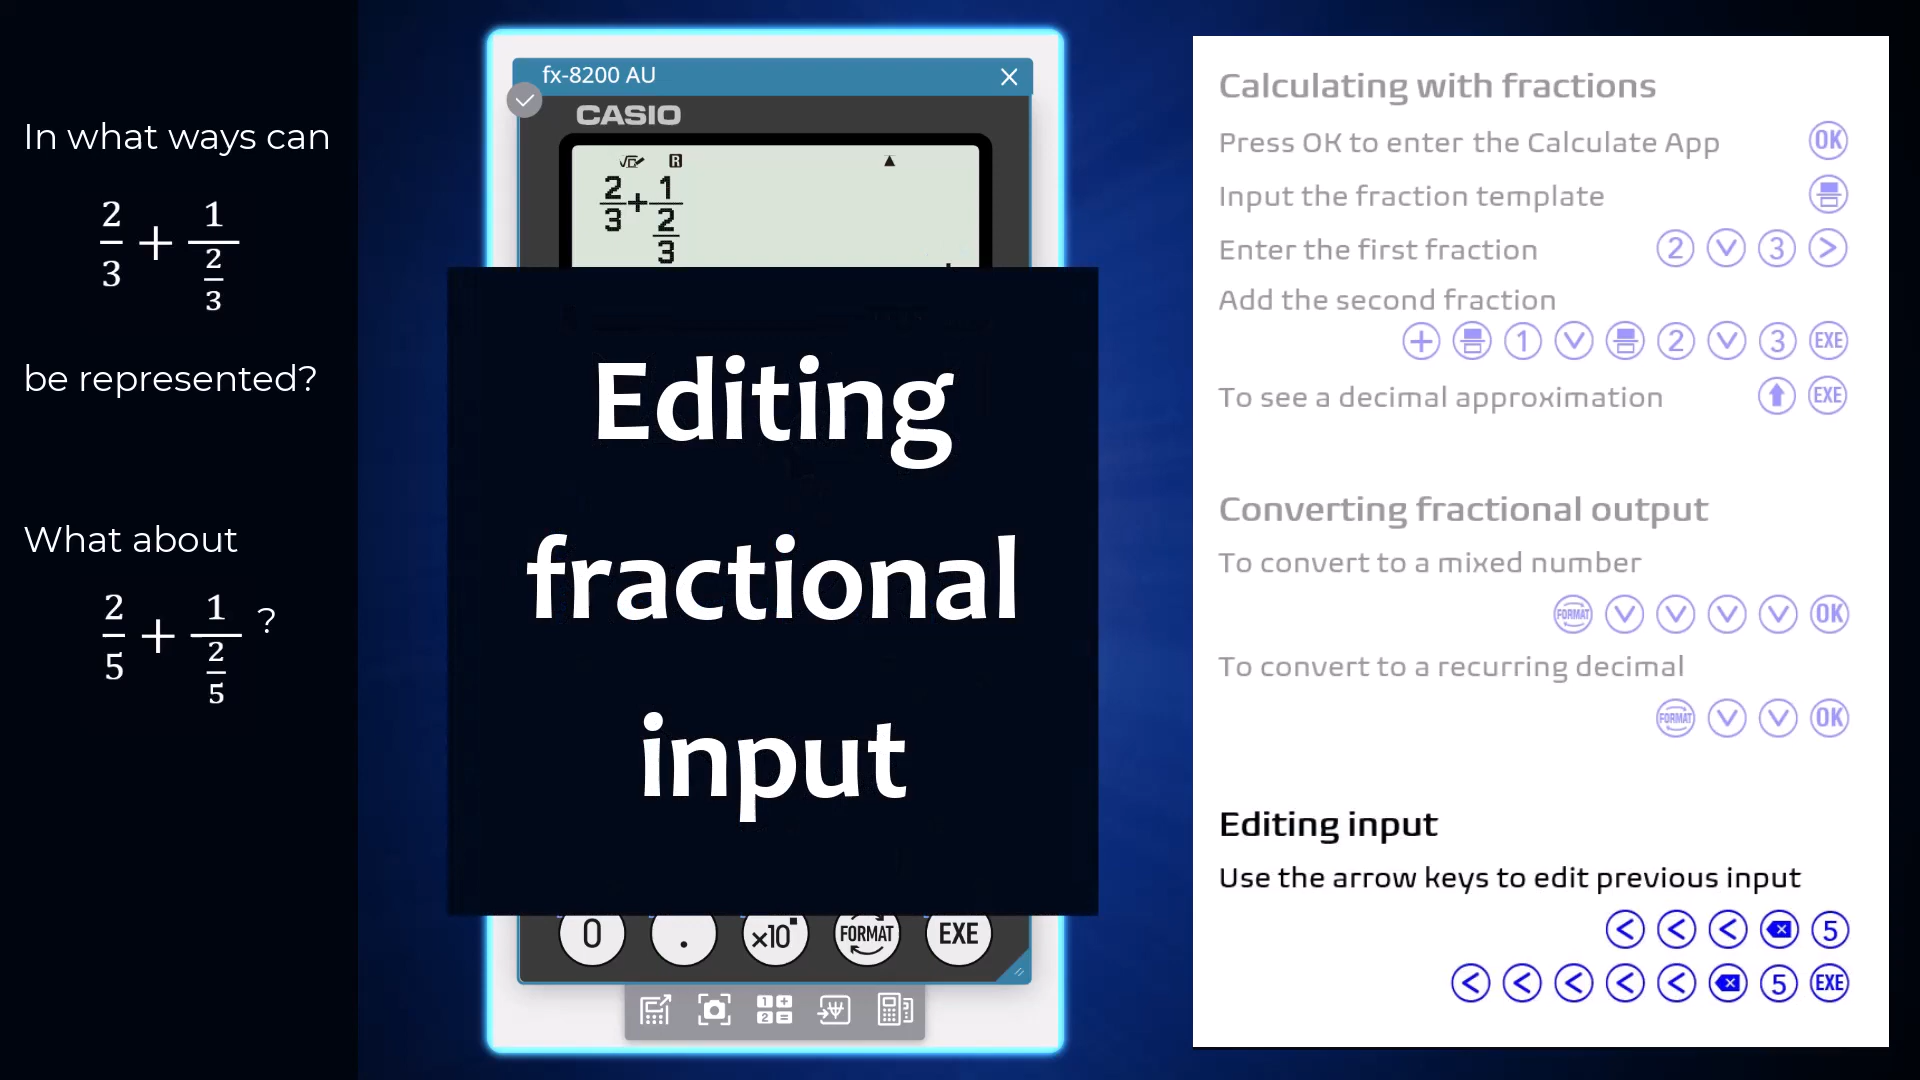 In what ways can
2/3 + 1/(2/3)
be represented?
What about
2/5 + 1/(2/5) ?
fx-8200 AU
CASIO
R
2/3+1/(2/3)
Editing
fractional
input
0 . ×10■ FORMAT EXE
1 + 2 =
Calculating with fractions
Press OK to enter the Calculate App OK
Input the fraction template
Enter the first fraction 2 ∨ 3 >
Add the second fraction
+ 1 ∨ 2 ∨ 3 EXE
To see a decimal approximation ⬆ EXE
Converting fractional output
To convert to a mixed number
FORMAT ∨ ∨ ∨ ∨ OK
To convert to a recurring decimal
FORMAT ∨ ∨ OK
Editing input
Use the arrow keys to edit previous input
< < < ⌫ 5
< < < < < ⌫ 5 EXE